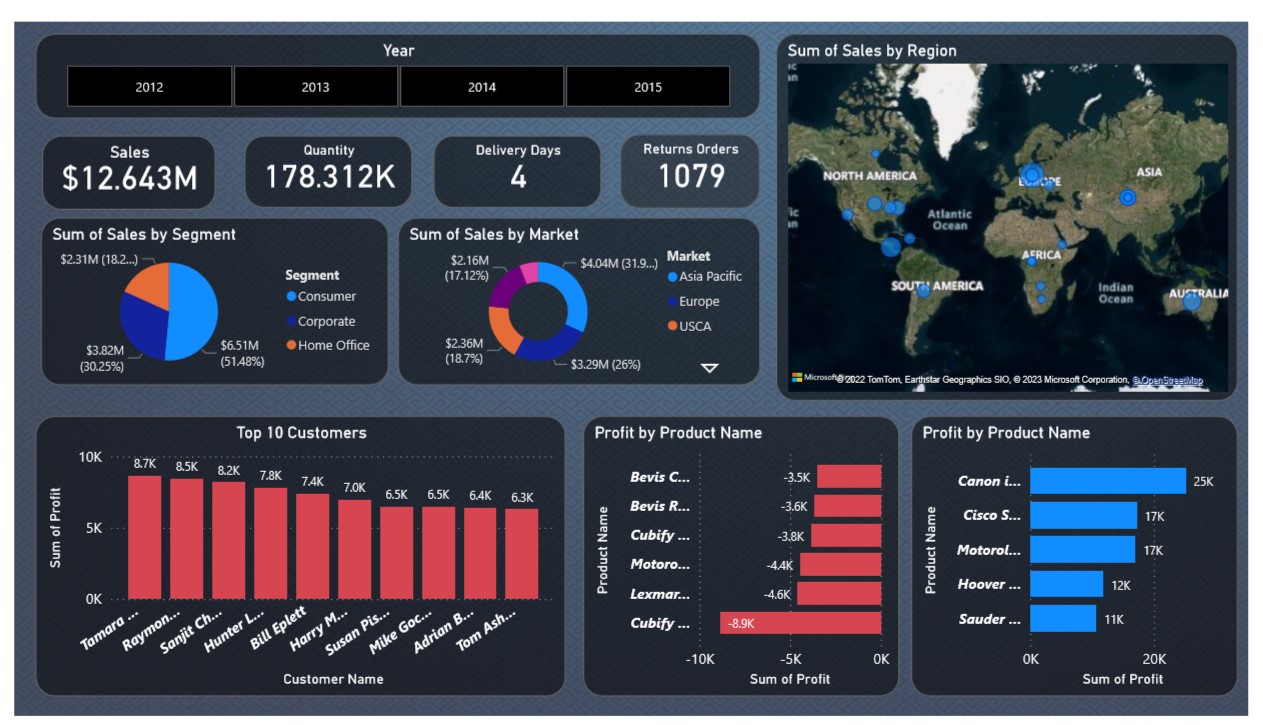 Year
2012
2013
2014
2015
Sales
$12.643M
Quantity
178.312K
Delivery Days
4
Returns Orders
1079
Sum of Sales by Region
NORTH AMERICA
EUROPE
ASIA
Atlantic
Ocean
AFRICA
SOUTH AMERICA
Indian
Ocean
AUSTRALIA
ic
an
fic
an
Microsoft
© 2022 TomTom, Earthstar Geographics SIO, © 2023 Microsoft Corporation, © OpenStreetMap
Sum of Sales by Segment
$2.31M (18.2...)
$3.82M
(30.25%)
$6.51M
(51.48%)
Segment
Consumer
Corporate
Home Office
Sum of Sales by Market
$2.16M
(17.12%)
$4.04M (31.9...)
$2.36M
(18.7%)
$3.29M (26%)
Market
Asia Pacific
Europe
USCA
Top 10 Customers
Sum of Profit
10K
5K
0K
8.7K
8.5K
8.2K
7.8K
7.4K
7.0K
6.5K
6.5K
6.4K
6.3K
Tamara ...
Raymon...
Sanjit Ch...
Hunter L...
Bill Eplett
Harry M...
Susan Pis...
Mike Goc...
Adrian B...
Tom Ash...
Customer Name
Profit by Product Name
Product Name
Bevis C...
-3.5K
Bevis R...
-3.6K
Cubify ...
-3.8K
Motoro...
-4.4K
Lexmar...
-4.6K
Cubify ...
-8.9K
-10K
-5K
0K
Sum of Profit
Profit by Product Name
Product Name
Canon i...
25K
Cisco S...
17K
Motorol...
17K
Hoover ...
12K
Sauder ...
11K
0K
20K
Sum of Profit